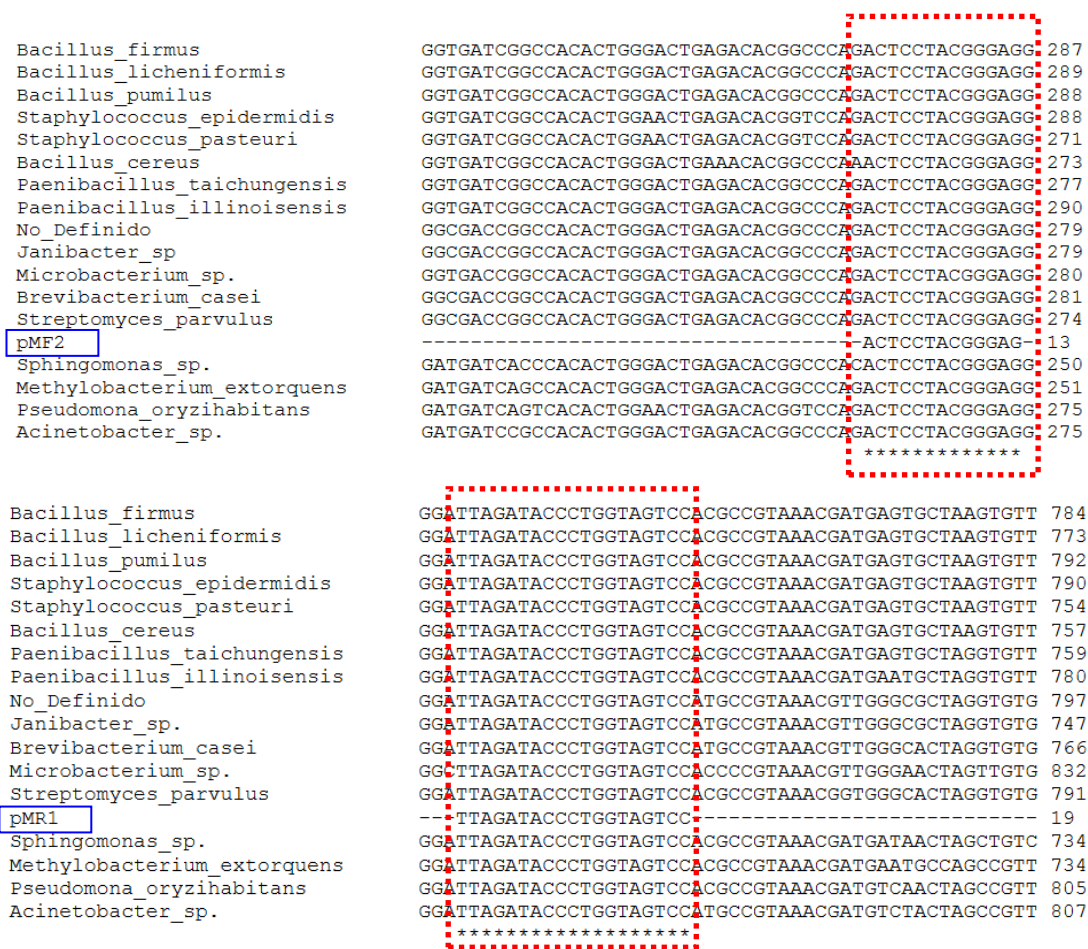 Bacillus_firmus GGTGATCGGCCACACTGGGACTGAGACACGGCCCAGACTCCTACGGGAGG 287
Bacillus_licheniformis GGTGATCGGCCACACTGGGACTGAGACACGGCCCAGACTCCTACGGGAGG 289
Bacillus_pumilus GGTGATCGGCCACACTGGGACTGAGACACGGCCCAGACTCCTACGGGAGG 288
Staphylococcus_epidermidis GGTGATCGGCCACACTGGAACTGAGACACGGTCCAGACTCCTACGGGAGG 288
Staphylococcus_pasteuri GGTGATCGGCCACACTGGAACTGAGACACGGTCCAGACTCCTACGGGAGG 271
Bacillus_cereus GGTGATCGGCCACACTGGGACTGAAACACGGCCCAAACTCCTACGGGAGG 273
Paenibacillus_taichungensis GGTGATCGGCCACACTGGGACTGAGACACGGCCCAGACTCCTACGGGAGG 277
Paenibacillus_illinoisensis GGTGATCGGCCACACTGGGACTGAGACACGGCCCAGACTCCTACGGGAGG 290
No_Definido GGCGACCGGCCACACTGGGACTGAGACACGGCCCAGACTCCTACGGGAGG 279
Janibacter_sp GGCGACCGGCCACACTGGGACTGAGACACGGCCCAGACTCCTACGGGAGG 279
Microbacterium_sp. GGTGACCGGCCACACTGGGACTGAGACACGGCCCAGACTCCTACGGGAGG 280
Brevibacterium_casei GGCGACCGGCCACACTGGGACTGAGACACGGCCCAGACTCCTACGGGAGG 281
Streptomyces_parvulus GGCGACCGGCCACACTGGGACTGAGACACGGCCCAGACTCCTACGGGAGG 274
pMF2 ------------------------------------ACTCCTACGGGAG- 13
Sphingomonas_sp. GATGATCACCCACACTGGGACTGAGACACGGCCCACACTCCTACGGGAGG 250
Methylobacterium_extorquens GATGATCAGCCACACTGGGACTGAGACACGGCCCAGACTCCTACGGGAGG 251
Pseudomona_oryzihabitans GATGATCAGTCACACTGGAACTGAGACACGGTCCAGACTCCTACGGGAGG 275
Acinetobacter_sp. GATGATCCGCCACACTGGGACTGAGACACGGCCCAGACTCCTACGGGAGG 275
*************
Bacillus_firmus GGATTAGATACCCTGGTAGTCCACGCCGTAAACGATGAGTGCTAAGTGTT 784
Bacillus_licheniformis GGATTAGATACCCTGGTAGTCCACGCCGTAAACGATGAGTGCTAAGTGTT 773
Bacillus_pumilus GGATTAGATACCCTGGTAGTCCACGCCGTAAACGATGAGTGCTAAGTGTT 792
Staphylococcus_epidermidis GGATTAGATACCCTGGTAGTCCACGCCGTAAACGATGAGTGCTAAGTGTT 790
Staphylococcus_pasteuri GGATTAGATACCCTGGTAGTCCACGCCGTAAACGATGAGTGCTAAGTGTT 754
Bacillus_cereus GGATTAGATACCCTGGTAGTCCACGCCGTAAACGATGAGTGCTAAGTGTT 757
Paenibacillus_taichungensis GGATTAGATACCCTGGTAGTCCACGCCGTAAACGATGAGTGCTAGGTGTT 759
Paenibacillus_illinoisensis GGATTAGATACCCTGGTAGTCCACGCCGTAAACGATGAATGCTAGGTGTT 780
No_Definido GGATTAGATACCCTGGTAGTCCATGCCGTAAACGTTGGGCGCTAGGTGTG 797
Janibacter_sp. GGATTAGATACCCTGGTAGTCCATGCCGTAAACGTTGGGCGCTAGGTGTG 747
Brevibacterium_casei GGATTAGATACCCTGGTAGTCCATGCCGTAAACGTTGGGCACTAGGTGTG 766
Microbacterium_sp. GGCTTAGATACCCTGGTAGTCCACCCCGTAAACGTTGGGAACTAGTTGTG 832
Streptomyces_parvulus GGATTAGATACCCTGGTAGTCCACGCCGTAAACGGTGGGCACTAGGTGTG 791
pMR1 ---TTAGATACCCTGGTAGTCC---------------------------- 19
Sphingomonas_sp. GGATTAGATACCCTGGTAGTCCACGCCGTAAACGATGATAACTAGCTGTC 734
Methylobacterium_extorquens GGATTAGATACCCTGGTAGTCCACGCCGTAAACGATGAATGCCAGCCGTT 734
Pseudomona_oryzihabitans GGATTAGATACCCTGGTAGTCCACGCCGTAAACGATGTCAACTAGCCGTT 805
Acinetobacter_sp. GGATTAGATACCCTGGTAGTCCATGCCGTAAACGATGTCTACTAGCCGTT 807
*******************